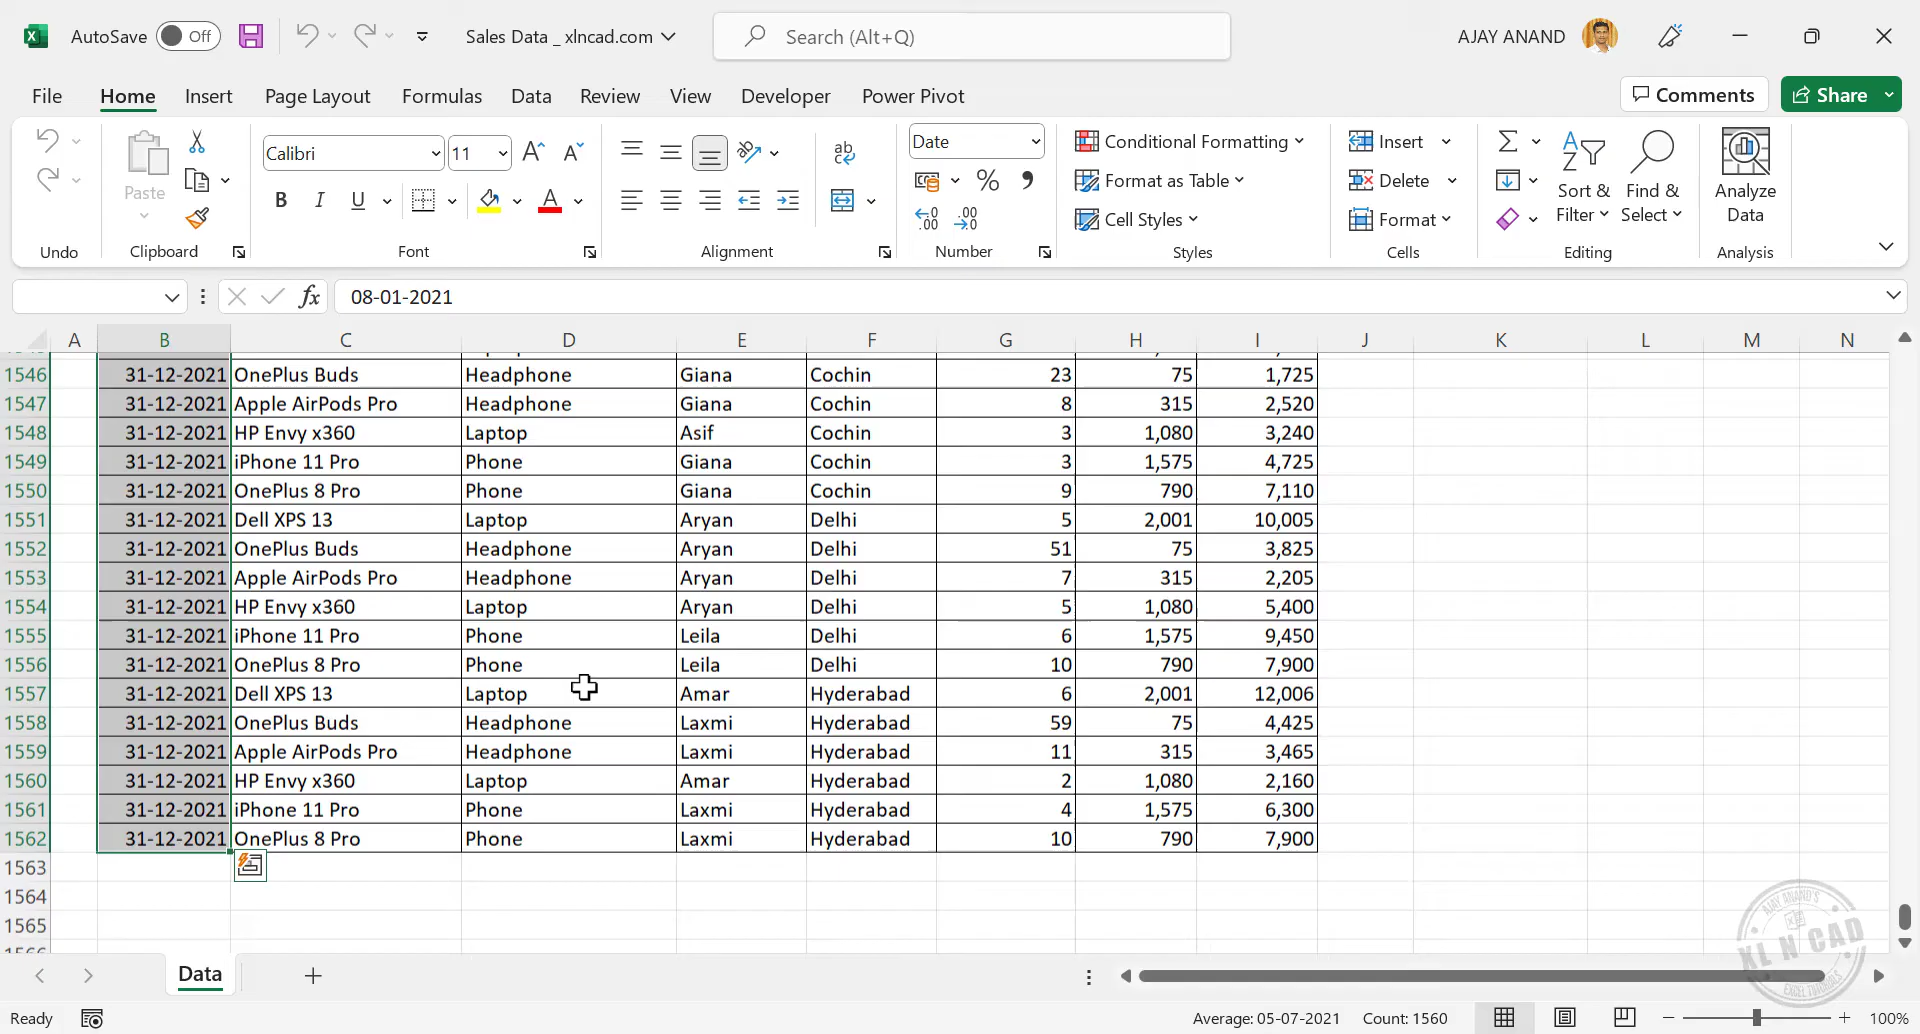 AutoSave Off Sales Data _ xlncad.com Search (Alt+Q) AJAY ANAND
File Home Insert Page Layout Formulas Data Review View Developer Power Pivot Comments Share
Calibri 11 ab Date Conditional Formatting Insert
Paste Format as Table Delete Sort & Find & Analyze
B I U Cell Styles Format Filter Select Data
Undo Clipboard Font Alignment Number Styles Cells Editing Analysis
fx 08-01-2021
A B C D E F G H I J K L M N
1546 31-12-2021 OnePlus Buds Headphone Giana Cochin 23 75 1,725
1547 31-12-2021 Apple AirPods Pro Headphone Giana Cochin 8 315 2,520
1548 31-12-2021 HP Envy x360 Laptop Asif Cochin 3 1,080 3,240
1549 31-12-2021 iPhone 11 Pro Phone Giana Cochin 3 1,575 4,725
1550 31-12-2021 OnePlus 8 Pro Phone Giana Cochin 9 790 7,110
1551 31-12-2021 Dell XPS 13 Laptop Aryan Delhi 5 2,001 10,005
1552 31-12-2021 OnePlus Buds Headphone Aryan Delhi 51 75 3,825
1553 31-12-2021 Apple AirPods Pro Headphone Aryan Delhi 7 315 2,205
1554 31-12-2021 HP Envy x360 Laptop Aryan Delhi 5 1,080 5,400
1555 31-12-2021 iPhone 11 Pro Phone Leila Delhi 6 1,575 9,450
1556 31-12-2021 OnePlus 8 Pro Phone Leila Delhi 10 790 7,900
1557 31-12-2021 Dell XPS 13 Laptop Amar Hyderabad 6 2,001 12,006
1558 31-12-2021 OnePlus Buds Headphone Laxmi Hyderabad 59 75 4,425
1559 31-12-2021 Apple AirPods Pro Headphone Laxmi Hyderabad 11 315 3,465
1560 31-12-2021 HP Envy x360 Laptop Amar Hyderabad 2 1,080 2,160
1561 31-12-2021 iPhone 11 Pro Phone Laxmi Hyderabad 4 1,575 6,300
1562 31-12-2021 OnePlus 8 Pro Phone Laxmi Hyderabad 10 790 7,900
1563
1564
1565
AJAY ANAND'S
XL N CAD
EXCEL TUTORIALS
Data
Ready Average: 05-07-2021 Count: 1560 100%